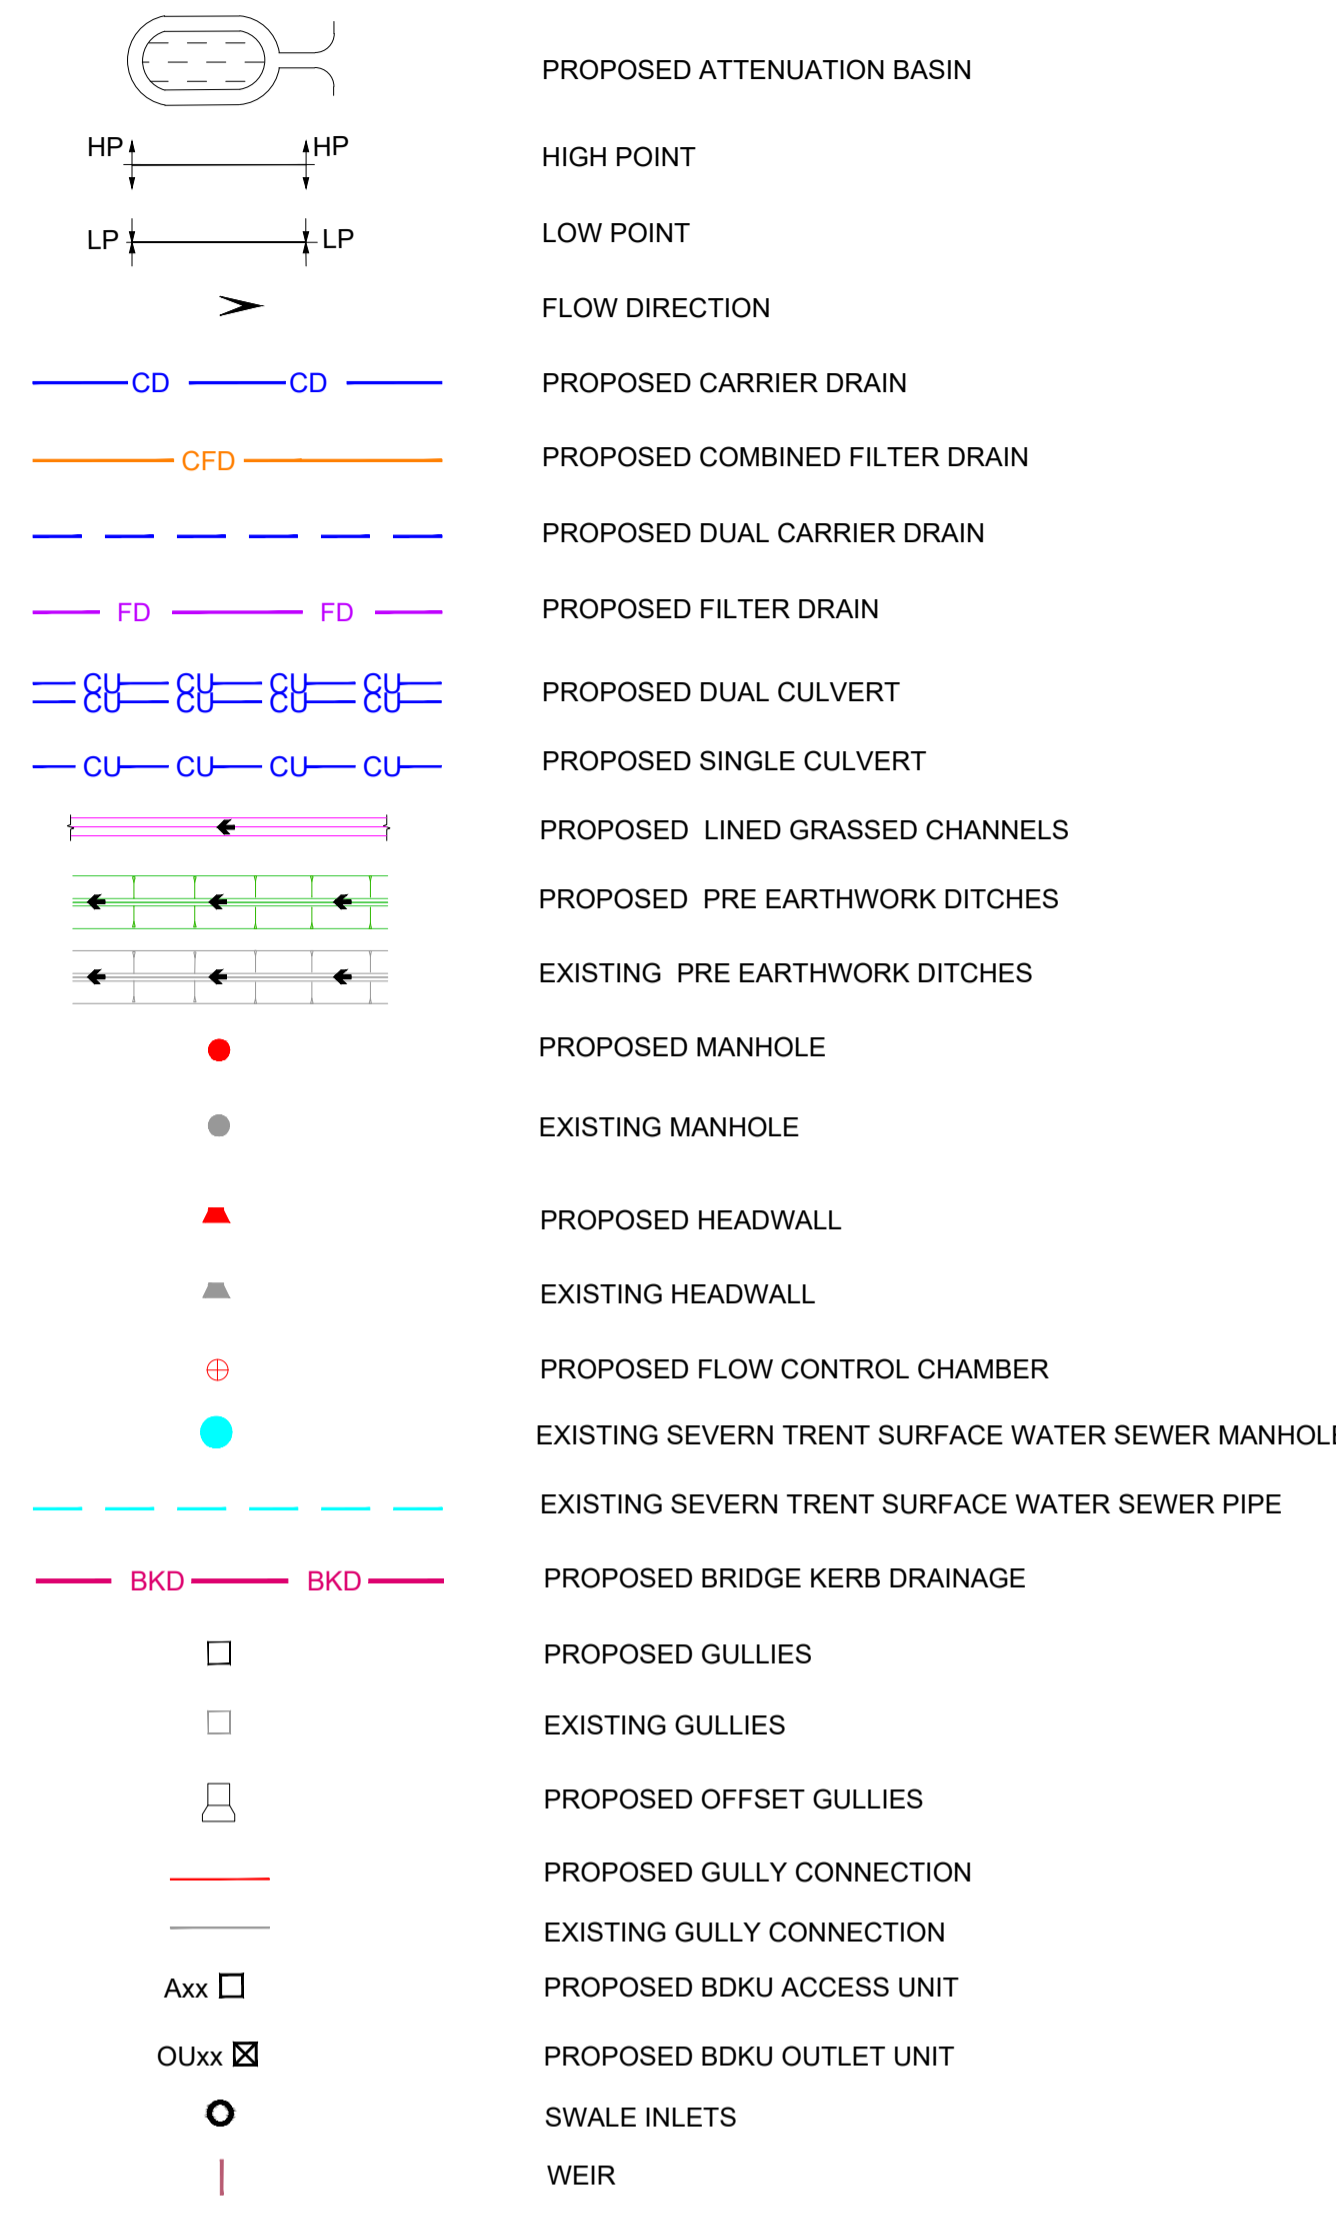 PROPOSED ATTENUATION BASIN
HP HP HIGH POINT
LP LP LOW POINT
FLOW DIRECTION
CD CD PROPOSED CARRIER DRAIN
CFD PROPOSED COMBINED FILTER DRAIN
PROPOSED DUAL CARRIER DRAIN
FD FD PROPOSED FILTER DRAIN
CU CU CU CU
CU CU CU CU PROPOSED DUAL CULVERT
CU CU CU CU PROPOSED SINGLE CULVERT
PROPOSED LINED GRASSED CHANNELS
PROPOSED PRE EARTHWORK DITCHES
EXISTING PRE EARTHWORK DITCHES
PROPOSED MANHOLE
EXISTING MANHOLE
PROPOSED HEADWALL
EXISTING HEADWALL
PROPOSED FLOW CONTROL CHAMBER
EXISTING SEVERN TRENT SURFACE WATER SEWER MANHOLE
EXISTING SEVERN TRENT SURFACE WATER SEWER PIPE
BKD BKD PROPOSED BRIDGE KERB DRAINAGE
PROPOSED GULLIES
EXISTING GULLIES
PROPOSED OFFSET GULLIES
PROPOSED GULLY CONNECTION
EXISTING GULLY CONNECTION
Axx PROPOSED BDKU ACCESS UNIT
OUxx PROPOSED BDKU OUTLET UNIT
SWALE INLETS
WEIR